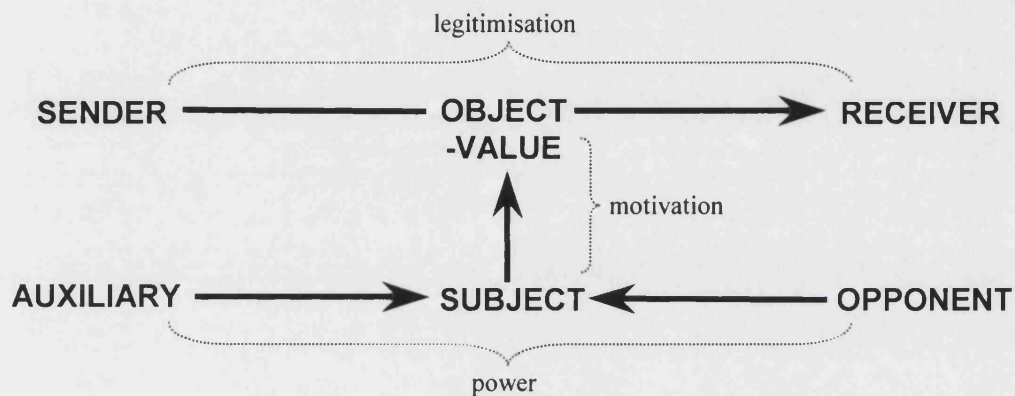 legitimisation
SENDER OBJECT RECEIVER
-VALUE
motivation
AUXILIARY SUBJECT OPPONENT
power